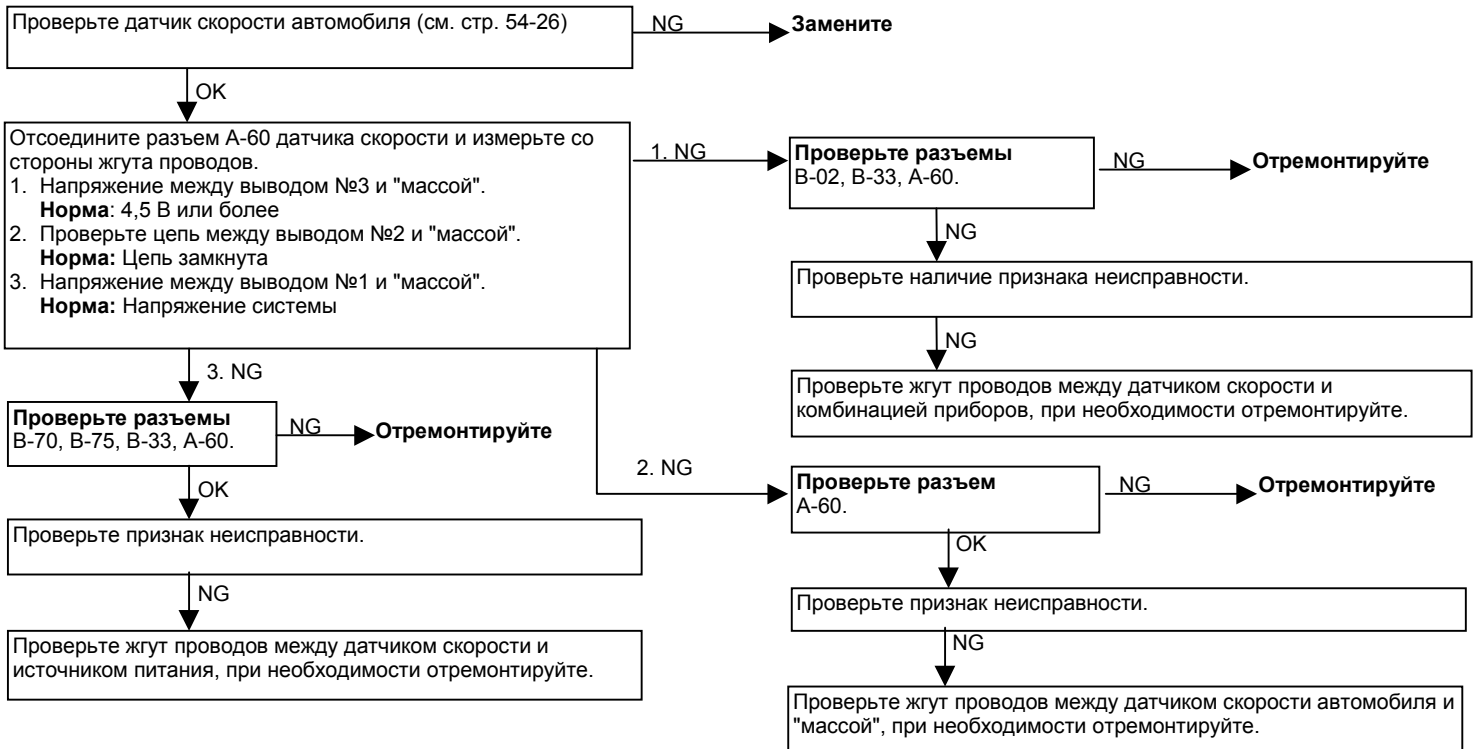 Проверьте датчик скорости автомобиля (см. стр. 54-26)
NG
Замените
OK
Отсоедините разъем А-60 датчика скорости и измерьте со
стороны жгута проводов.
1. Напряжение между выводом №3 и "массой".
Норма: 4,5 В или более
2. Проверьте цепь между выводом №2 и "массой".
Норма: Цепь замкнута
3. Напряжение между выводом №1 и "массой".
Норма: Напряжение системы
1. NG
Проверьте разъемы
В-02, В-33, А-60.
NG
Отремонтируйте
NG
Проверьте наличие признака неисправности.
NG
Проверьте жгут проводов между датчиком скорости и
комбинацией приборов, при необходимости отремонтируйте.
3. NG
Проверьте разъемы
В-70, В-75, В-33, А-60.
NG
Отремонтируйте
OK
Проверьте признак неисправности.
NG
Проверьте жгут проводов между датчиком скорости и
источником питания, при необходимости отремонтируйте.
2. NG
Проверьте разъем
А-60.
NG
Отремонтируйте
OK
Проверьте признак неисправности.
NG
Проверьте жгут проводов между датчиком скорости автомобиля и
"массой", при необходимости отремонтируйте.